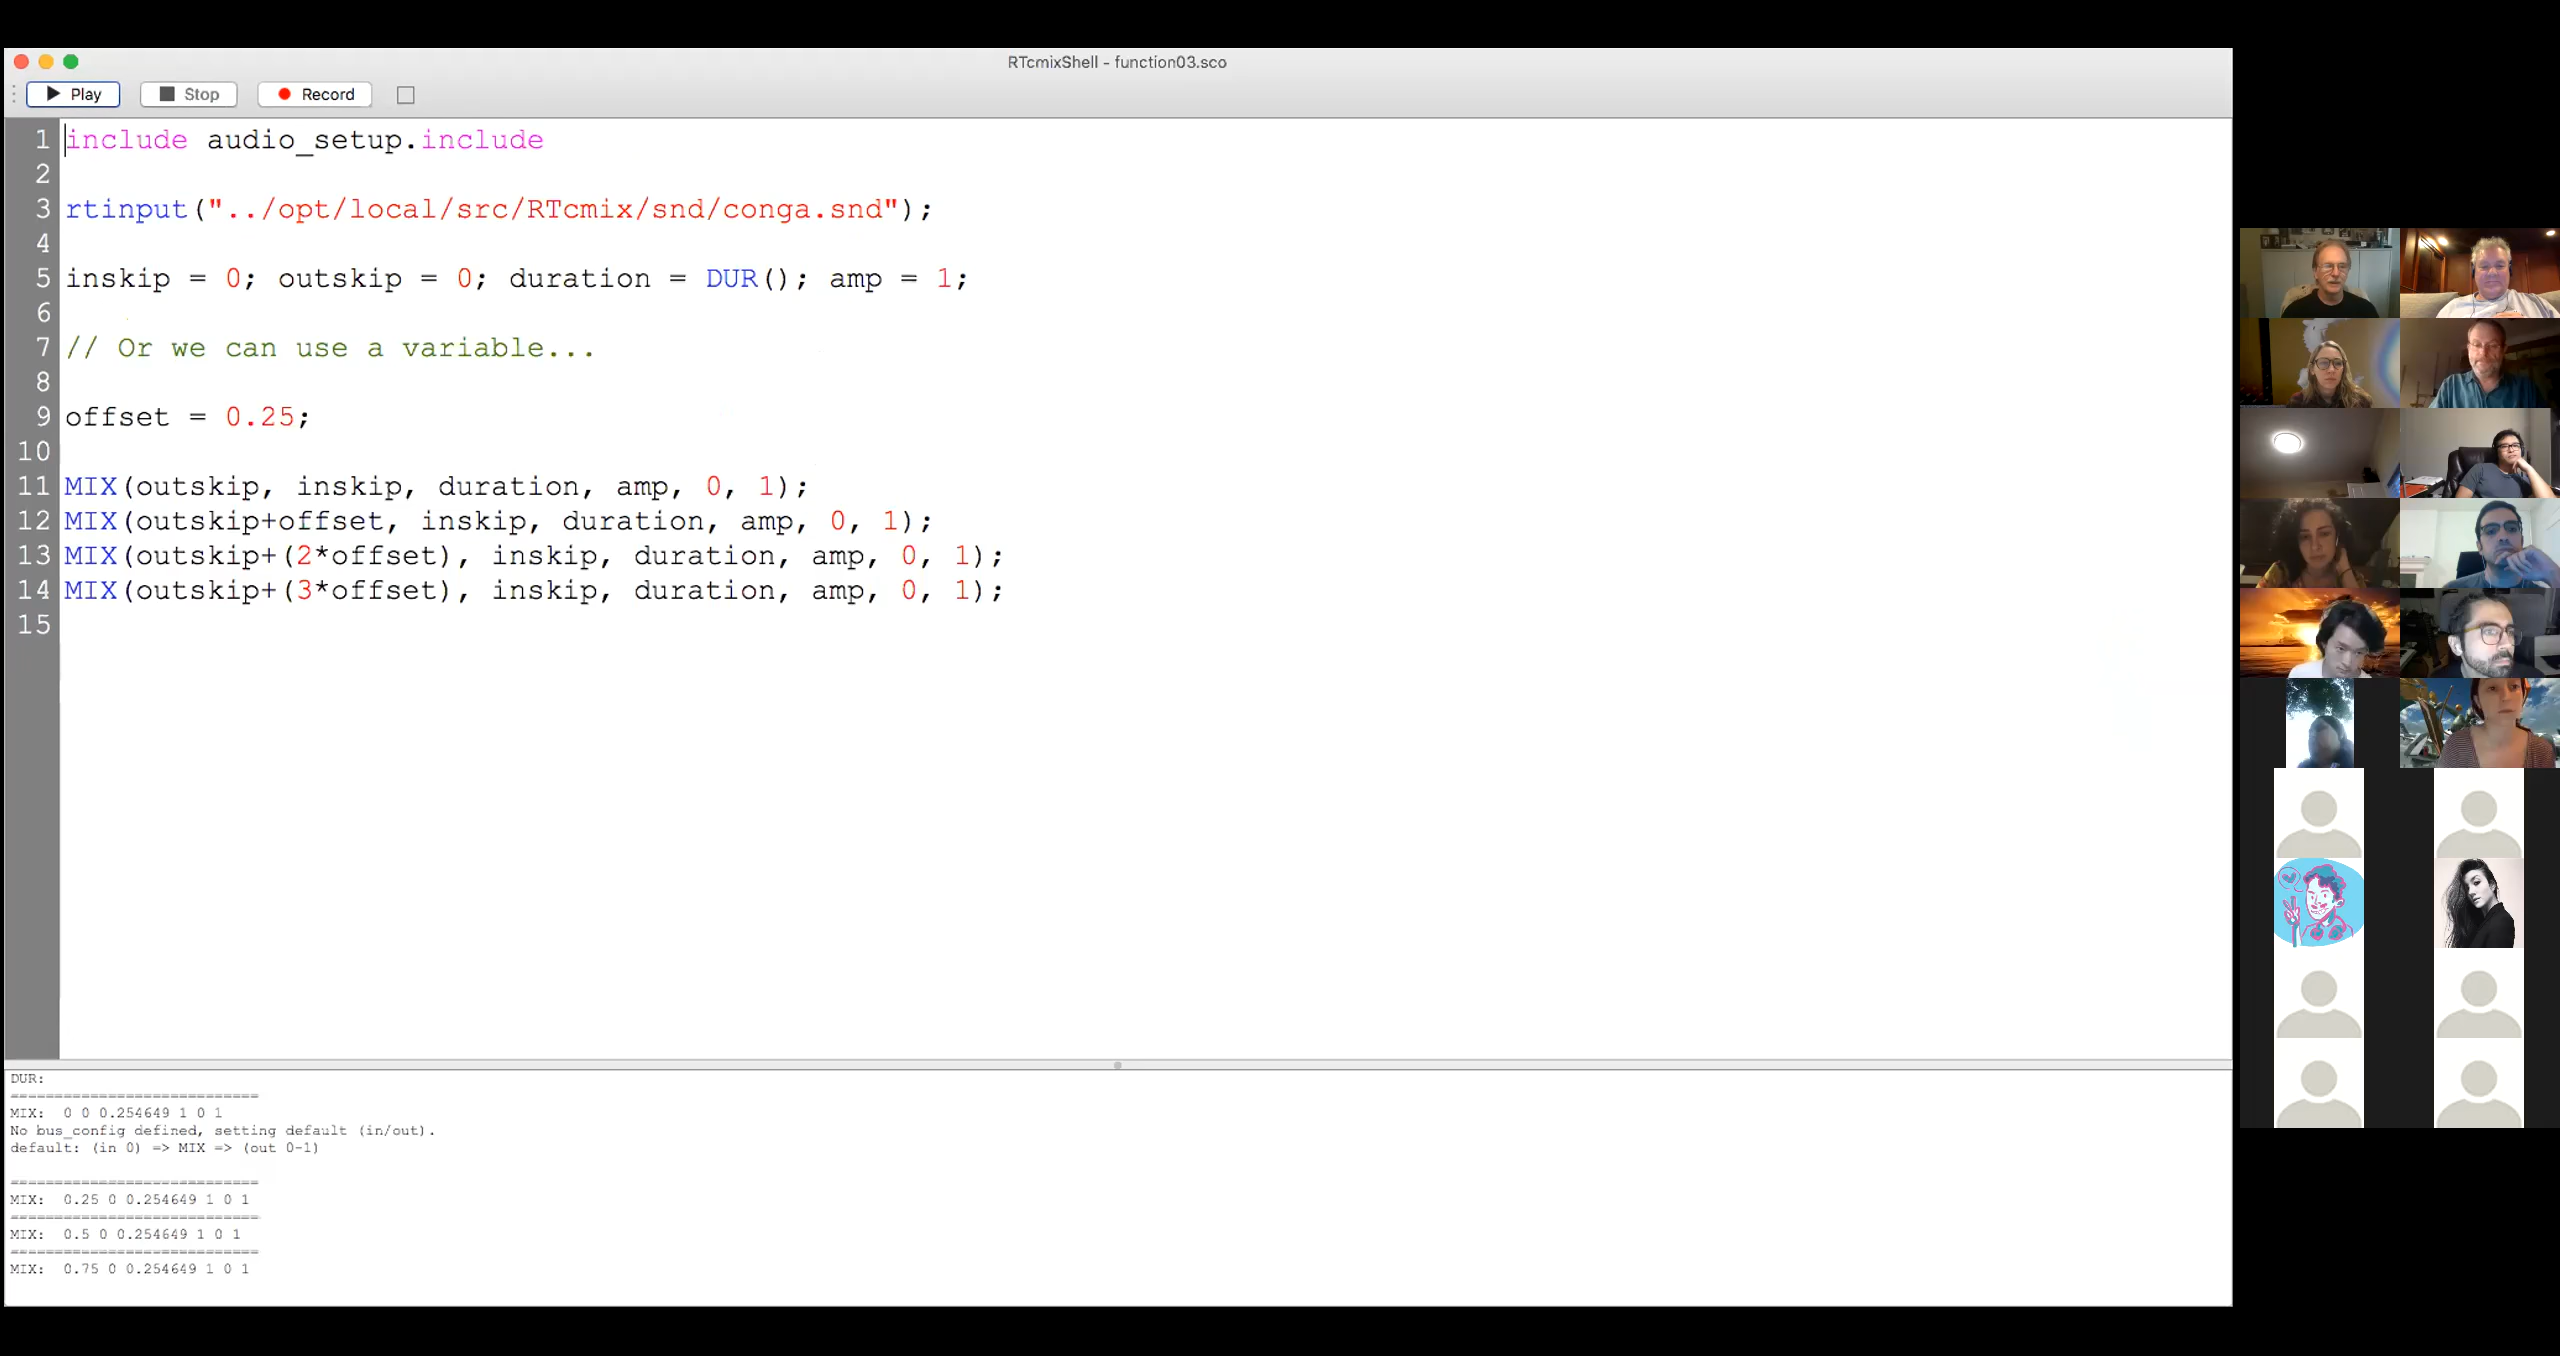 RTcmixShell - function03.sco
Play Stop Record
1 include audio_setup.include
2
3 rtinput("../opt/local/src/RTcmix/snd/conga.snd");
4
5 inskip = 0; outskip = 0; duration = DUR(); amp = 1;
6
7 // Or we can use a variable...
8
9 offset = 0.25;
10
11 MIX(outskip, inskip, duration, amp, 0, 1);
12 MIX(outskip+offset, inskip, duration, amp, 0, 1);
13 MIX(outskip+(2*offset), inskip, duration, amp, 0, 1);
14 MIX(outskip+(3*offset), inskip, duration, amp, 0, 1);
15
DUR:
============================
MIX: 0 0 0.254649 1 0 1
No bus_config defined, setting default (in/out).
default: (in 0) => MIX => (out 0-1)
============================
MIX: 0.25 0 0.254649 1 0 1
============================
MIX: 0.5 0 0.254649 1 0 1
============================
MIX: 0.75 0 0.254649 1 0 1